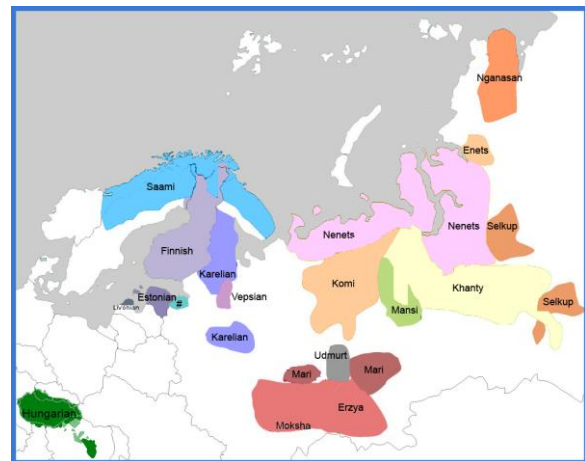 Nganasan
Enets
Saami
Nenets
Nenets
Selkup
Finnish
Karelian
Komi
Khanty
Vepsian
Estonian
#
Livonian
Mansi
Selkup
Karelian
Udmurt
Mari
Mari
Erzya
Hungarian
Moksha